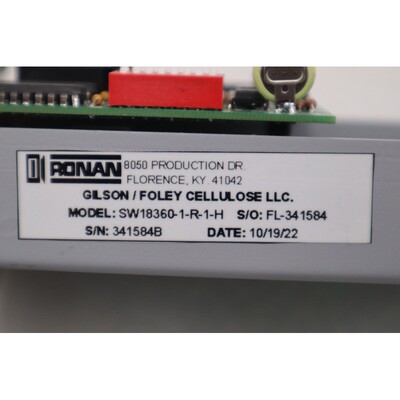 RONAN 8050 PRODUCTION DR.
FLORENCE, KY. 41042
GILSON / FOLEY CELLULOSE LLC.
MODEL: SW18360-1-R-1-H S/O: FL-341584
S/N: 341584B DATE: 10/19/22